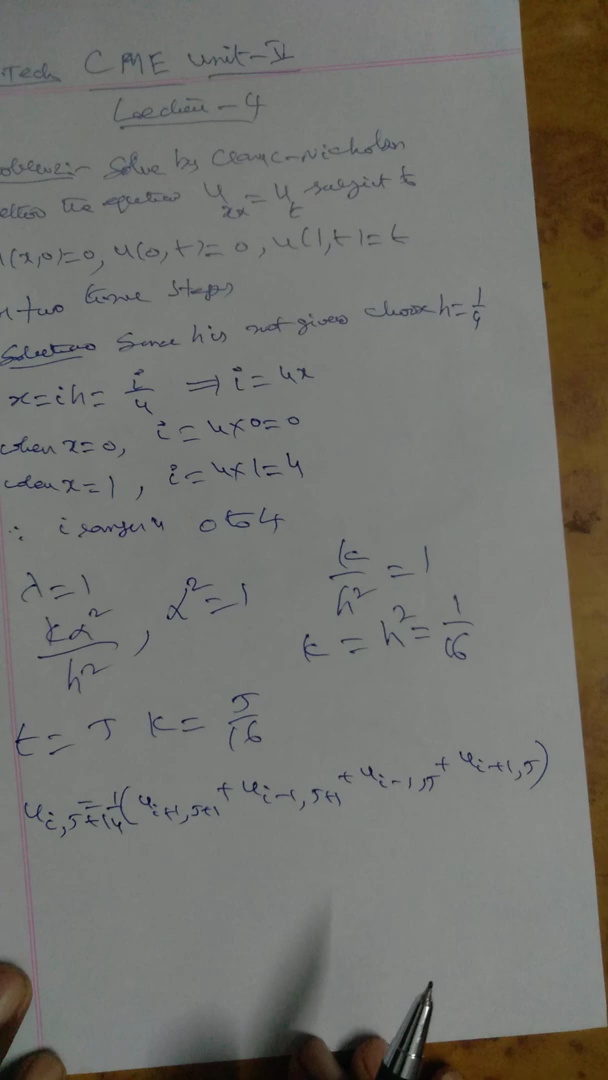 Tech CME Unit-V
Lecture - 4
Solve by Crank-Nicholson
the equation u_xx = u_t subject to
u(x,0)=0, u(0,t)=0, u(1,t)=t
two time steps
Solution Since h is not given choose h = 1/4
x = ih = i/4 ⇒ i = 4x
when x=0, i = 4×0=0
when x=1, i = 4×1=4
∴ i ranges 0 to 4
λ=1
kα²/h², α²=1
k/h² = 1
k = h² = 1/16
t = jk = j/16
u_i,j+1 = 1/4 (u_i+1,j+1 + u_i-1,j+1 + u_i-1,j + u_i+1,j)